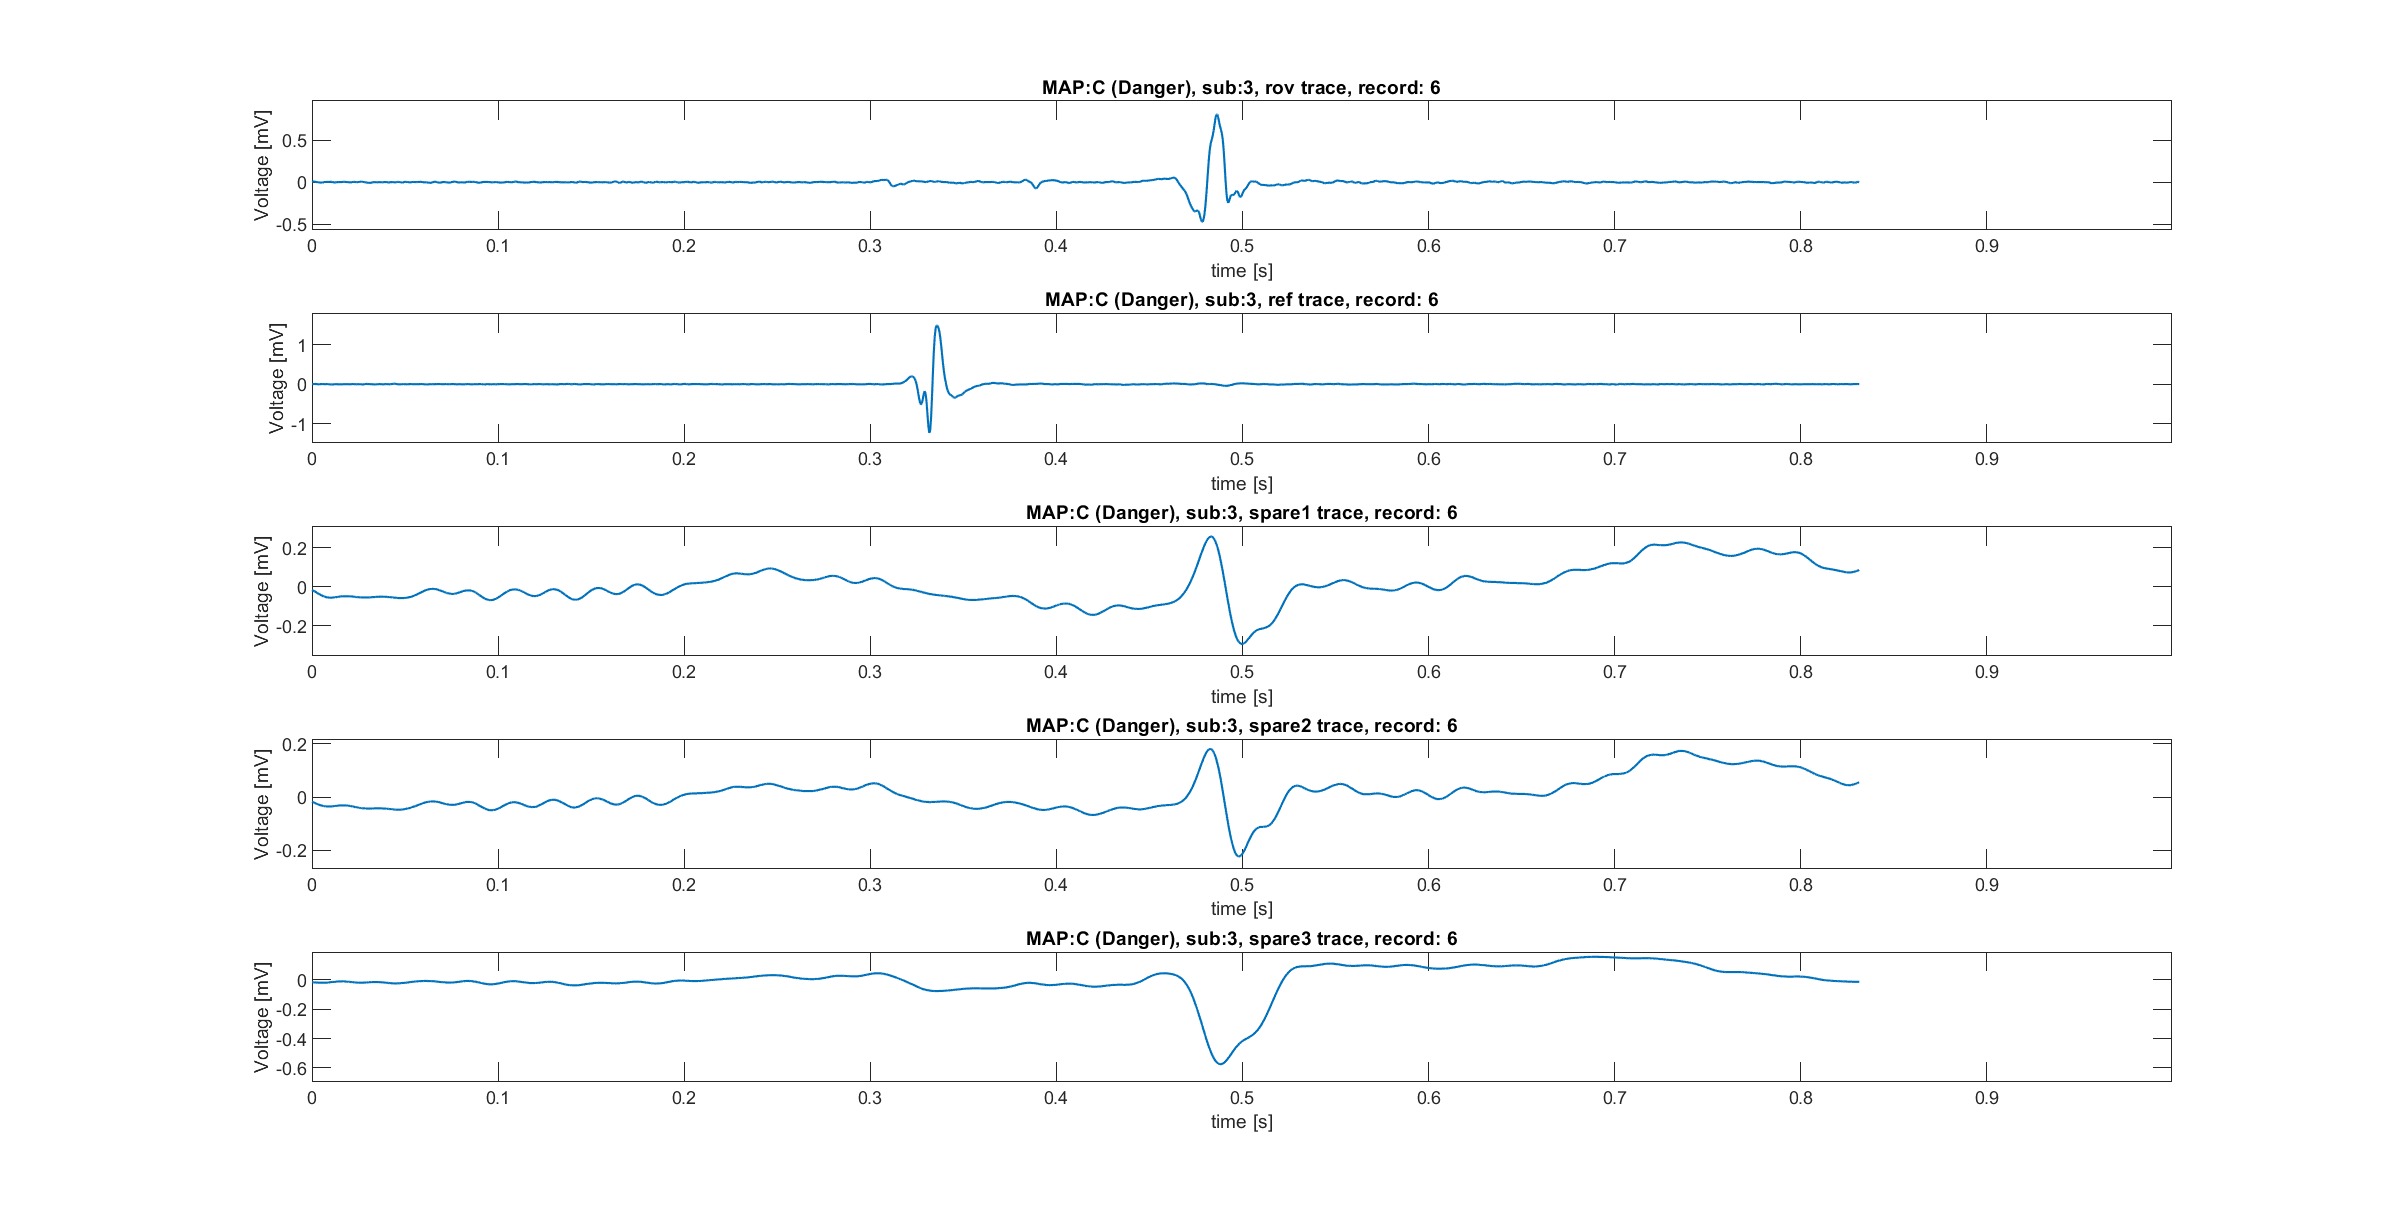 MAP:C (Danger), sub:3, rov trace, record: 6
Voltage [mV]
0.5
0
-0.5
0 0.1 0.2 0.3 0.4 0.5 0.6 0.7 0.8 0.9
time [s]
MAP:C (Danger), sub:3, ref trace, record: 6
Voltage [mV]
1
0
-1
0 0.1 0.2 0.3 0.4 0.5 0.6 0.7 0.8 0.9
time [s]
MAP:C (Danger), sub:3, spare1 trace, record: 6
Voltage [mV]
0.2
0
-0.2
0 0.1 0.2 0.3 0.4 0.5 0.6 0.7 0.8 0.9
time [s]
MAP:C (Danger), sub:3, spare2 trace, record: 6
Voltage [mV]
0.2
0
-0.2
0 0.1 0.2 0.3 0.4 0.5 0.6 0.7 0.8 0.9
time [s]
MAP:C (Danger), sub:3, spare3 trace, record: 6
Voltage [mV]
0
-0.2
-0.4
-0.6
0 0.1 0.2 0.3 0.4 0.5 0.6 0.7 0.8 0.9
time [s]